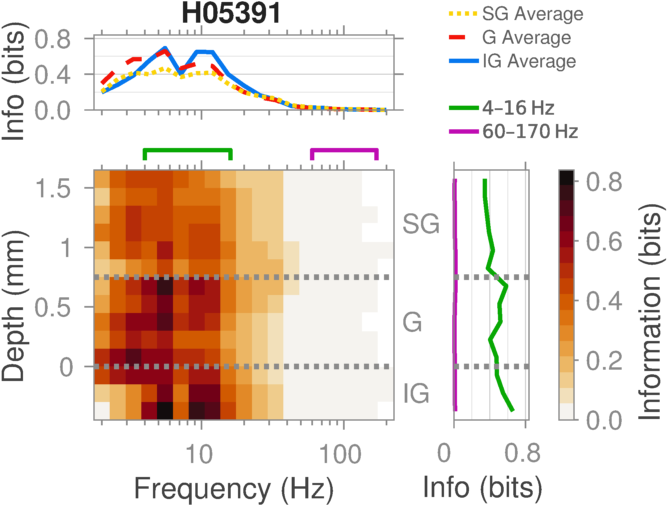 H05391
SG Average
G Average
IG Average
Info (bits)
0.8
0.4
0.0
4–16 Hz
60–170 Hz
Depth (mm)
1.5
1
0.5
0
SG
G
IG
10
100
Frequency (Hz)
0
0.8
Info (bits)
0.8
0.6
0.4
0.2
0.0
Information (bits)